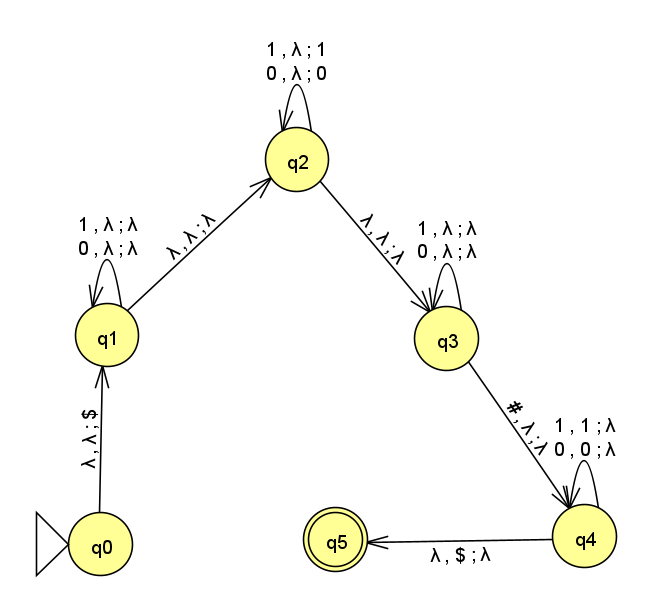 1 , λ ; 1
0 , λ ; 0
q2
1 , λ ; λ
0 , λ ; λ
λ , λ ; λ
λ , λ ; λ
1 , λ ; λ
0 , λ ; λ
q1
q3
λ , λ ; $
# , λ ; λ
1 , 1 ; λ
0 , 0 ; λ
q0
q5
q4
λ , $ ; λ